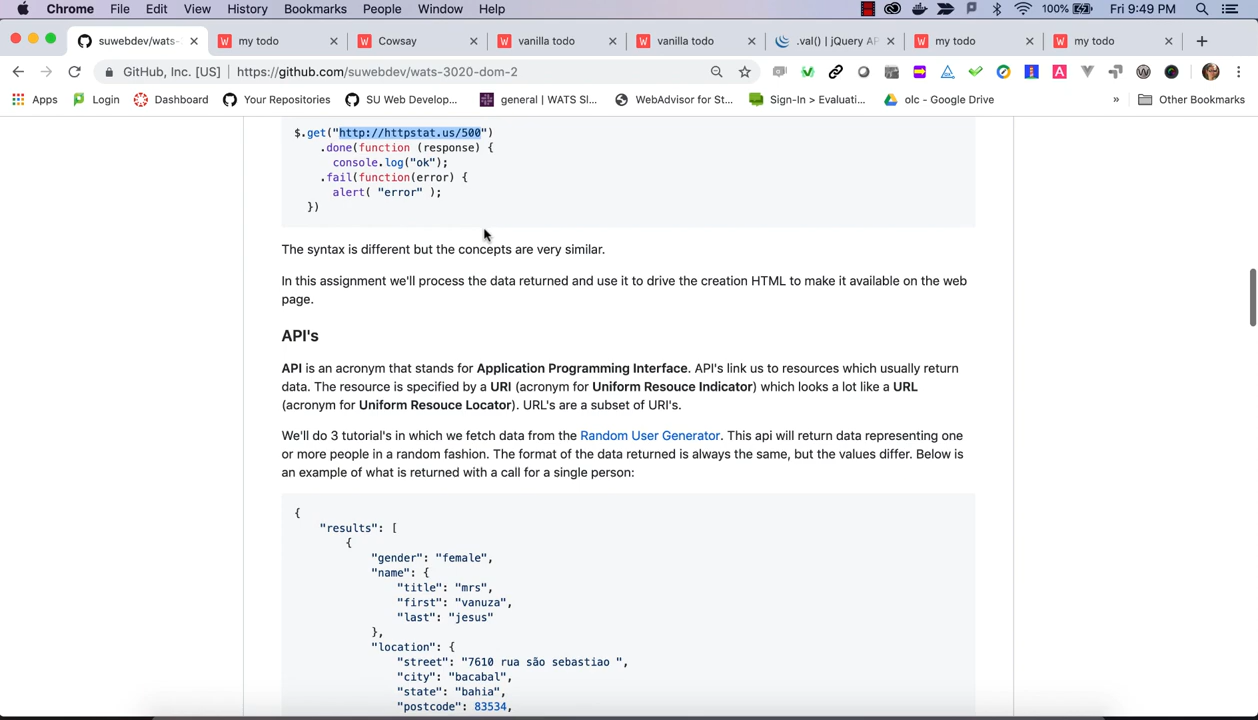 Chrome File Edit View History Bookmarks People Window Help 100% Fri 9:49 PM
suwebdev/wats- my todo Cowsay vanilla todo vanilla todo .val() | jQuery AP my todo my todo
GitHub, Inc. [US] https://github.com/suwebdev/wats-3020-dom-2
Apps Login Dashboard Your Repositories SU Web Develop... general | WATS Sl... WebAdvisor for St... Sign-In > Evaluati... olc - Google Drive » Other Bookmarks
$.get("http://httpstat.us/500")
.done(function (response) {
console.log("ok");
.fail(function(error) {
alert( "error" );
})
The syntax is different but the concepts are very similar.
In this assignment we'll process the data returned and use it to drive the creation HTML to make it available on the web
page.
API's
API is an acronym that stands for Application Programming Interface. API's link us to resources which usually return
data. The resource is specified by a URI (acronym for Uniform Resouce Indicator) which looks a lot like a URL
(acronym for Uniform Resouce Locator). URL's are a subset of URI's.
We'll do 3 tutorial's in which we fetch data from the Random User Generator. This api will return data representing one
or more people in a random fashion. The format of the data returned is always the same, but the values differ. Below is
an example of what is returned with a call for a single person:
{
"results": [
{
"gender": "female",
"name": {
"title": "mrs",
"first": "vanuza",
"last": "jesus"
},
"location": {
"street": "7610 rua são sebastiao ",
"city": "bacabal",
"state": "bahia",
"postcode": 83534,